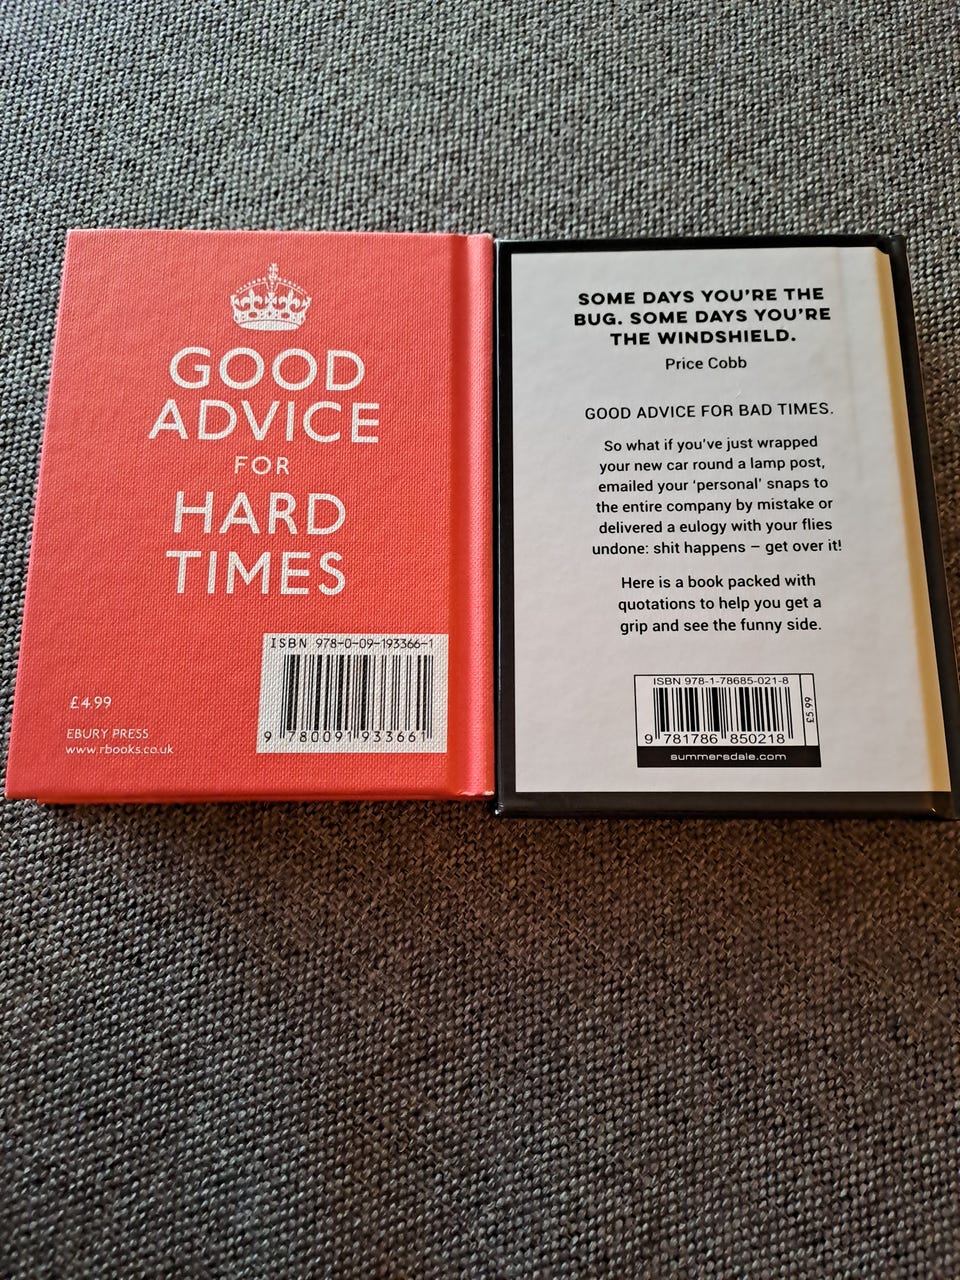 GOOD
ADVICE
FOR
HARD
TIMES
ISBN 978-0-09-193366-1
9 780091 933661
£4.99
EBURY PRESS
www.rbooks.co.uk
SOME DAYS YOU'RE THE
BUG. SOME DAYS YOU'RE
THE WINDSHIELD.
Price Cobb
GOOD ADVICE FOR BAD TIMES.
So what if you've just wrapped
your new car round a lamp post,
emailed your 'personal' snaps to
the entire company by mistake or
delivered a eulogy with your flies
undone: shit happens – get over it!
Here is a book packed with
quotations to help you get a
grip and see the funny side.
ISBN 978-1-78685-021-8
£5.99
9 781786 850218
summersdale.com